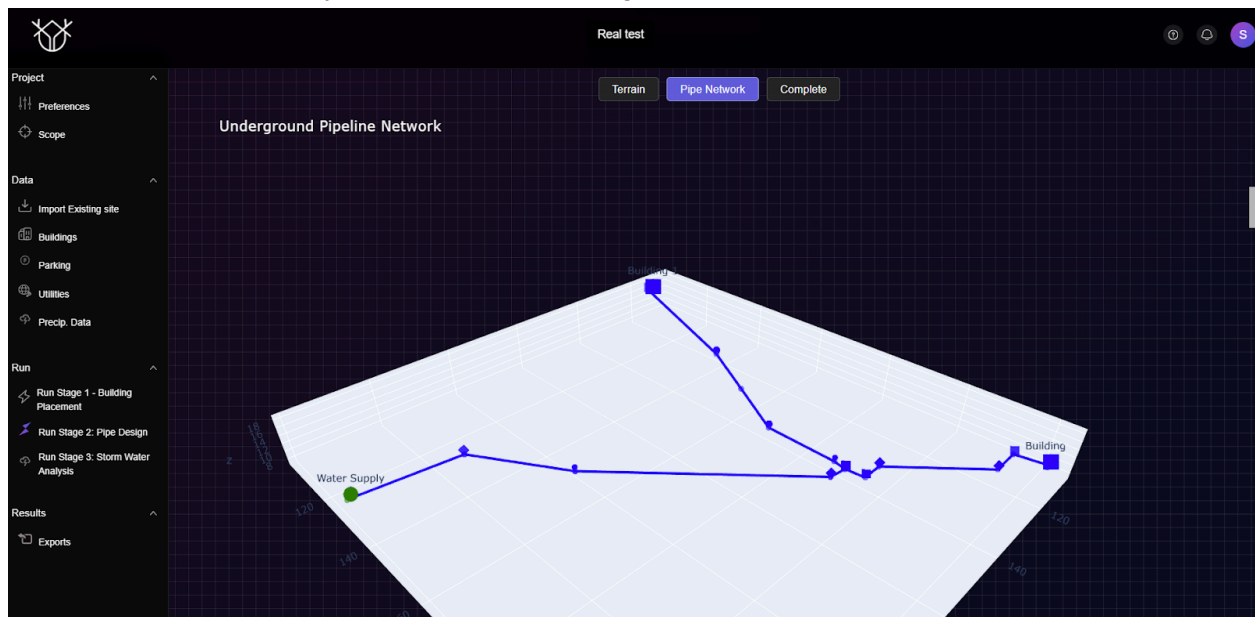 Real test
S
Project
Preferences
Scope
Data
Import Existing site
Buildings
Parking
Utilities
Precip. Data
Run
Run Stage 1 - Building
Placement
Run Stage 2: Pipe Design
Run Stage 3: Storm Water
Analysis
Results
Exports
Terrain
Pipe Network
Complete
Underground Pipeline Network
Building 1
Building
Water Supply
z
120
140
120
140